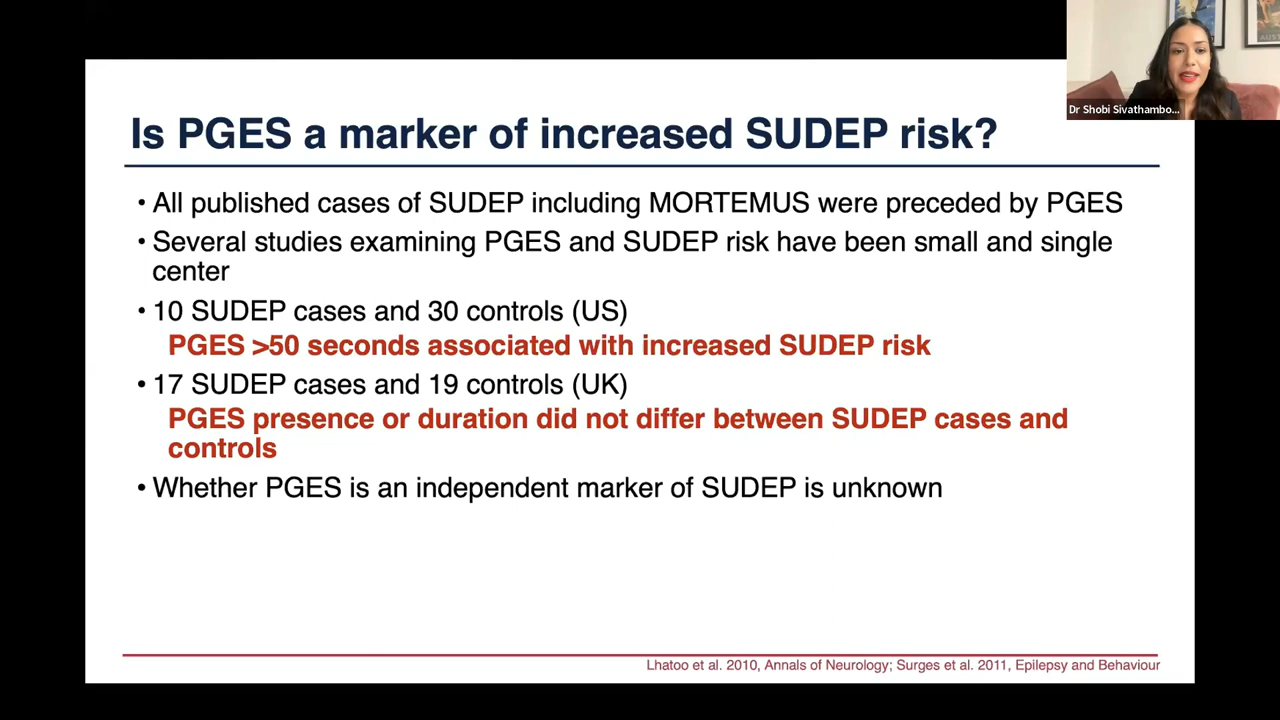 Is PGES a marker of increased SUDEP risk?
• All published cases of SUDEP including MORTEMUS were preceded by PGES
• Several studies examining PGES and SUDEP risk have been small and single
center
• 10 SUDEP cases and 30 controls (US)
PGES >50 seconds associated with increased SUDEP risk
• 17 SUDEP cases and 19 controls (UK)
PGES presence or duration did not differ between SUDEP cases and
controls
• Whether PGES is an independent marker of SUDEP is unknown
Lhatoo et al. 2010, Annals of Neurology; Surges et al. 2011, Epilepsy and Behaviour
Dr Shobi Sivathambo...